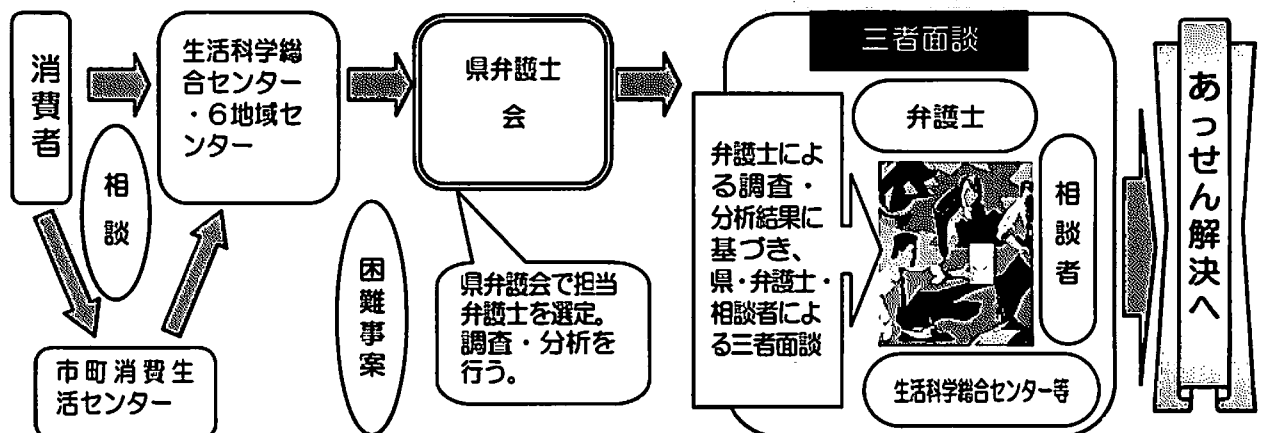 消費者
相談
生活科学総
合センター
・6地域セ
ンター
市町消費生
活センター
困難事案
県弁護士
会
県弁護会で担当
弁護士を選定。
調査・分析を
行う。
三者面談
弁護士によ
る調査・
分析結果に
基づき、
県・弁護士・
相談者によ
る三者面談
弁護士
相談者
生活科学総合センター等
あっせん解決へ